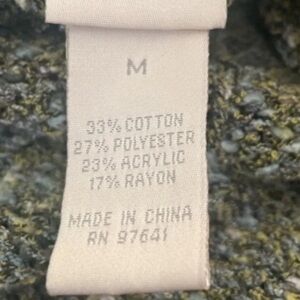 M
33% COTTON
27% POLYESTER
23% ACRYLIC
17% RAYON
MADE IN CHINA
RN 97641